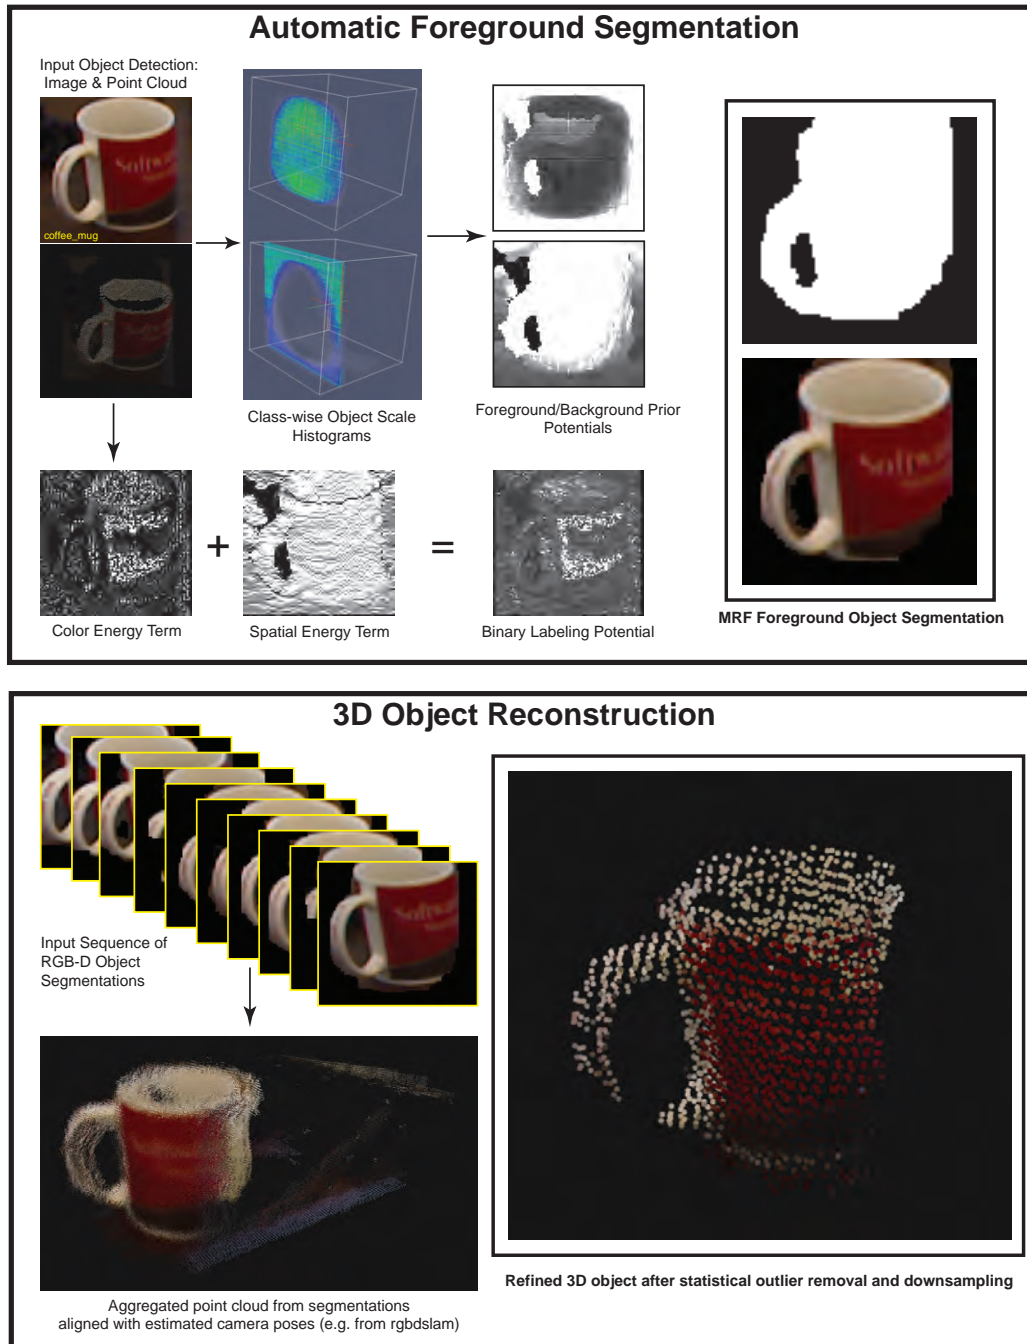 Automatic Foreground Segmentation
Input Object Detection:
Image & Point Cloud
coffee_mug
Class-wise Object Scale
Histograms
Foreground/Background Prior
Potentials
+
=
Color Energy Term
Spatial Energy Term
Binary Labeling Potential
MRF Foreground Object Segmentation
3D Object Reconstruction
Input Sequence of
RGB-D Object
Segmentations
Aggregated point cloud from segmentations
aligned with estimated camera poses (e.g. from rgbdslam)
Refined 3D object after statistical outlier removal and downsampling